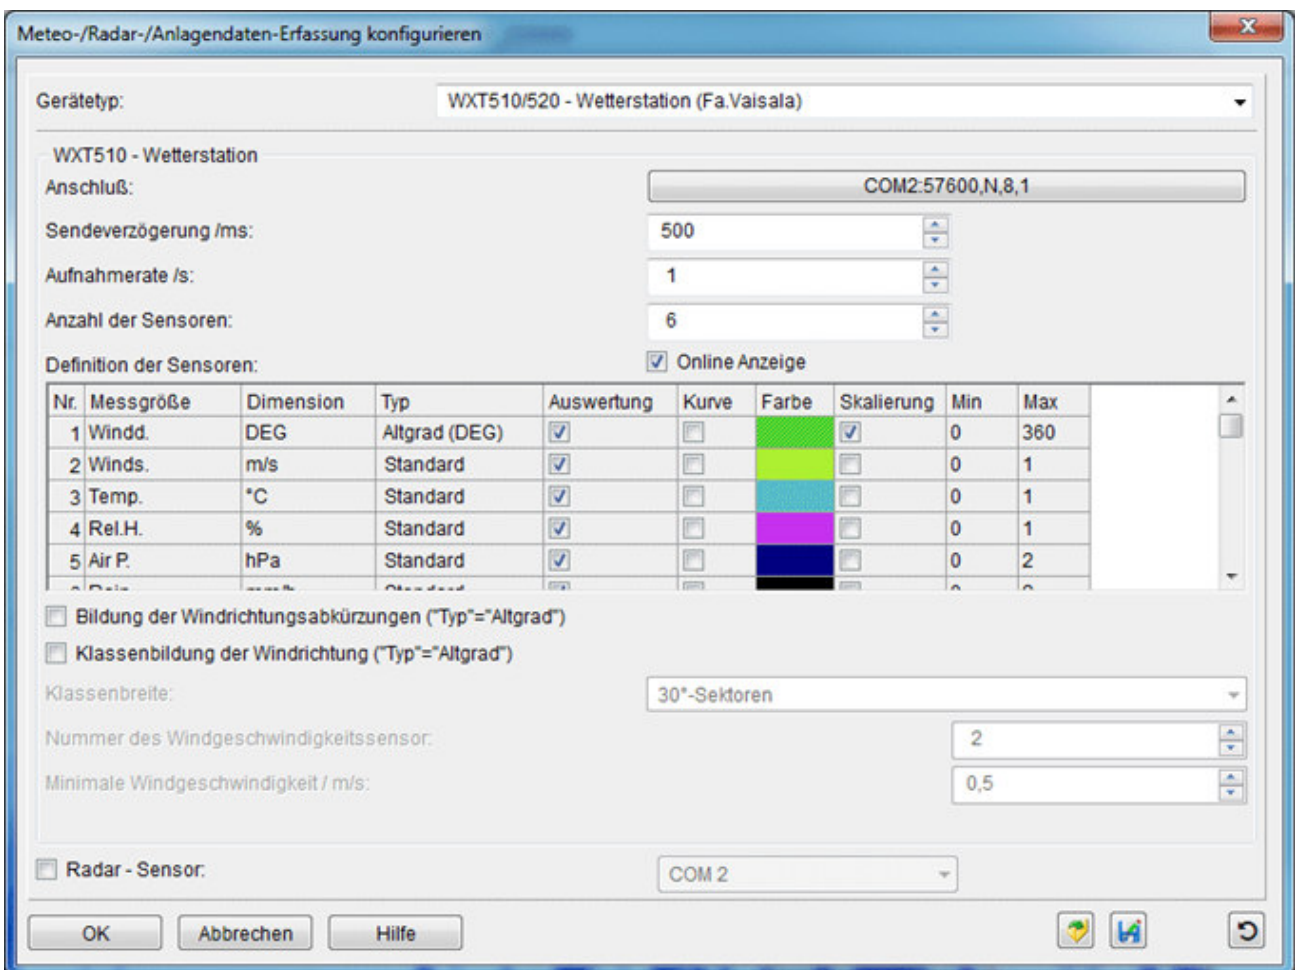 Meteo-/Radar-/Anlagendaten-Erfassung konfigurieren
Gerätetyp: WXT510/520 - Wetterstation (Fa.Vaisala)
WXT510 - Wetterstation
Anschluß: COM2:57600,N,8,1
Sendeverzögerung /ms: 500
Aufnahmerate /s: 1
Anzahl der Sensoren: 6
Definition der Sensoren: Online Anzeige
Nr. Messgröße Dimension Typ Auswertung Kurve Farbe Skalierung Min Max
1 Windd. DEG Altgrad (DEG) 0 360
2 Winds. m/s Standard 0 1
3 Temp. °C Standard 0 1
4 Rel.H. % Standard 0 1
5 Air P. hPa Standard 0 2
Bildung der Windrichtungsabkürzungen ("Typ"="Altgrad")
Klassenbildung der Windrichtung ("Typ"="Altgrad")
Klassenbreite: 30°-Sektoren
Nummer des Windgeschwindigkeitssensor: 2
Minimale Windgeschwindigkeit / m/s: 0,5
Radar - Sensor: COM 2
OK Abbrechen Hilfe